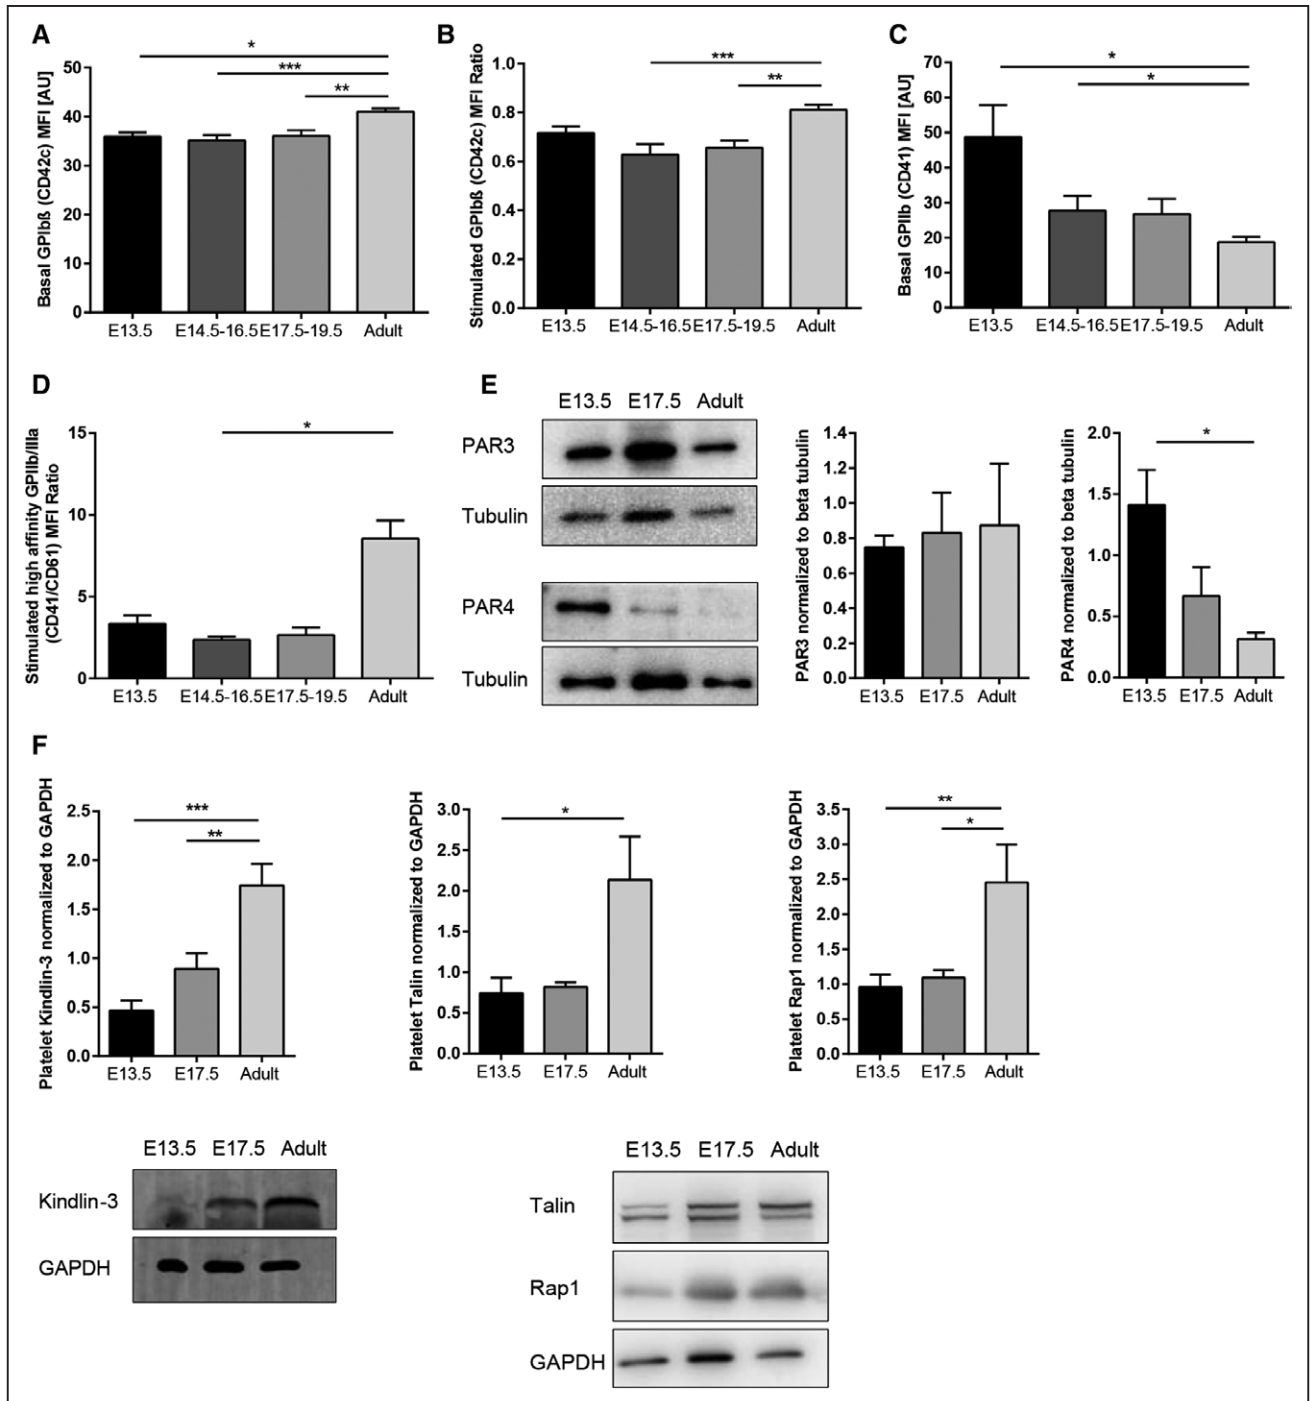 A
Basal GPIbß (CD42c) MFI [AU]
50
40
30
20
10
0
*
***
**
E13.5 E14.5-16.5 E17.5-19.5 Adult
B
Stimulated GPIbß (CD42c) MFI Ratio
1.0
0.8
0.6
0.4
0.2
0.0
***
**
E13.5 E14.5-16.5 E17.5-19.5 Adult
C
Basal GPIIb (CD41) MFI [AU]
70
60
50
40
30
20
10
0
*
*
E13.5 E14.5-16.5 E17.5-19.5 Adult
D
Stimulated high affinity GPIIb/IIIa
(CD41/CD61) MFI Ratio
15
10
5
0
*
E13.5 E14.5-16.5 E17.5-19.5 Adult
E
E13.5 E17.5 Adult
PAR3
Tubulin
PAR4
Tubulin
PAR3 normalized to beta tubulin
1.4
1.2
1.0
0.8
0.6
0.4
0.2
0.0
E13.5 E17.5 Adult
PAR4 normalized to beta tubulin
2.0
1.5
1.0
0.5
0.0
*
E13.5 E17.5 Adult
F
Platelet Kindlin-3 normalized to GAPDH
2.5
2.0
1.5
1.0
0.5
0.0
***
**
E13.5 E17.5 Adult
Platelet Talin normalized to GAPDH
3.0
2.5
2.0
1.5
1.0
0.5
0.0
*
E13.5 E17.5 Adult
Platelet Rap1 normalized to GAPDH
3.5
3.0
2.5
2.0
1.5
1.0
0.5
0.0
**
*
E13.5 E17.5 Adult
E13.5 E17.5 Adult
Kindlin-3
GAPDH
E13.5 E17.5 Adult
Talin
Rap1
GAPDH